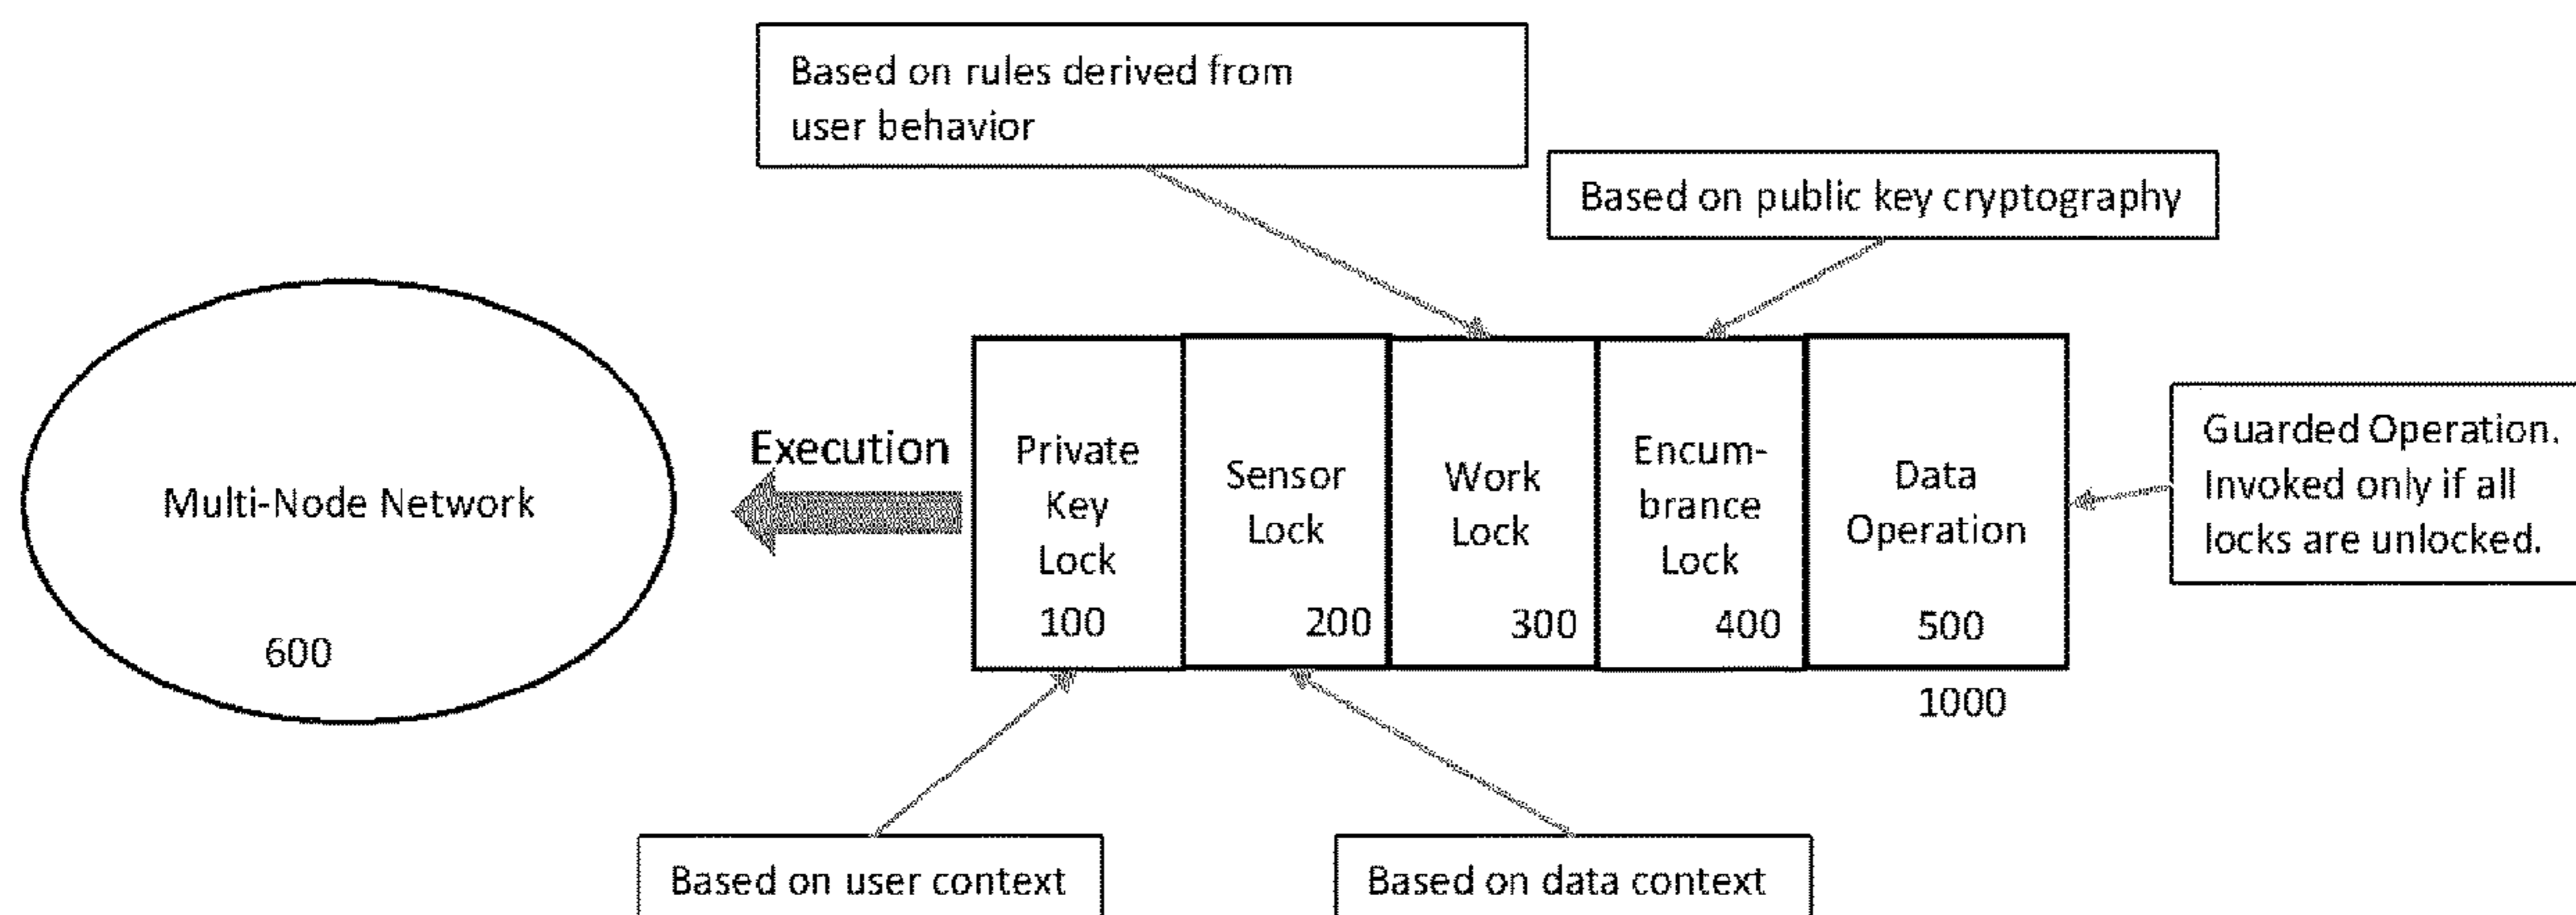 Based on rules derived from
user behavior
Based on public key cryptography
Multi-Node Network
600
Execution
Private
Key
Lock
100
Sensor
Lock
200
Work
Lock
300
Encum-
brance
Lock
400
Data
Operation
500
1000
Guarded Operation.
Invoked only if all
locks are unlocked.
Based on user context
Based on data context